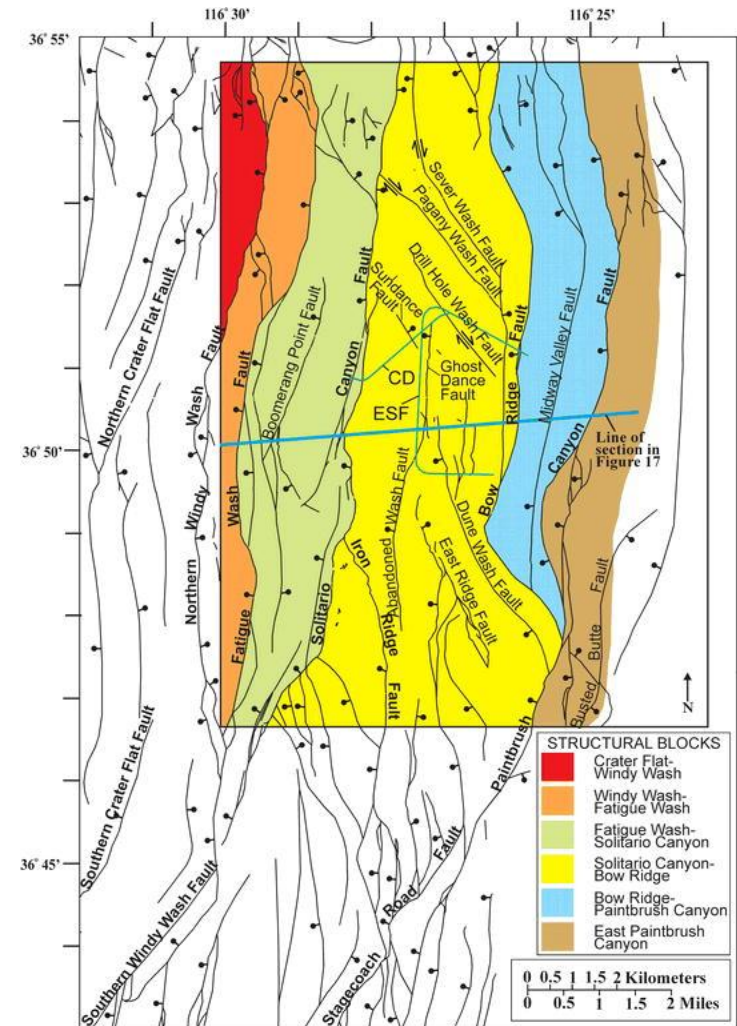 116° 30'
116° 25'
36° 55'
36° 50'
36° 45'
Northern Crater Flat Fault
Northern Windy Wash Fault
Fatigue Wash Fault
Boomerang Point Fault
Solitario Canyon Fault
Sundance Fault
Sever Wash Fault
Pagany Wash Fault
Drill Hole Wash Fault
CD
ESF
Ghost
Dance
Fault
Bow Ridge Fault
Midway Valley Fault
Paintbrush Canyon Fault
Line of
section in
Figure 17
Abandoned Wash Fault
Iron Ridge Fault
Dune Wash Fault
East Ridge Fault
Busted Butte Fault
N
Southern Crater Flat Fault
Southern Windy Wash Fault
Stagecoach Road Fault
STRUCTURAL BLOCKS
Crater Flat-
Windy Wash
Windy Wash-
Fatigue Wash
Fatigue Wash-
Solitario Canyon
Solitario Canyon-
Bow Ridge
Bow Ridge-
Paintbrush Canyon
East Paintbrush
Canyon
0 0.5 1 1.5 2 Kilometers
0 0.5 1 2 Miles